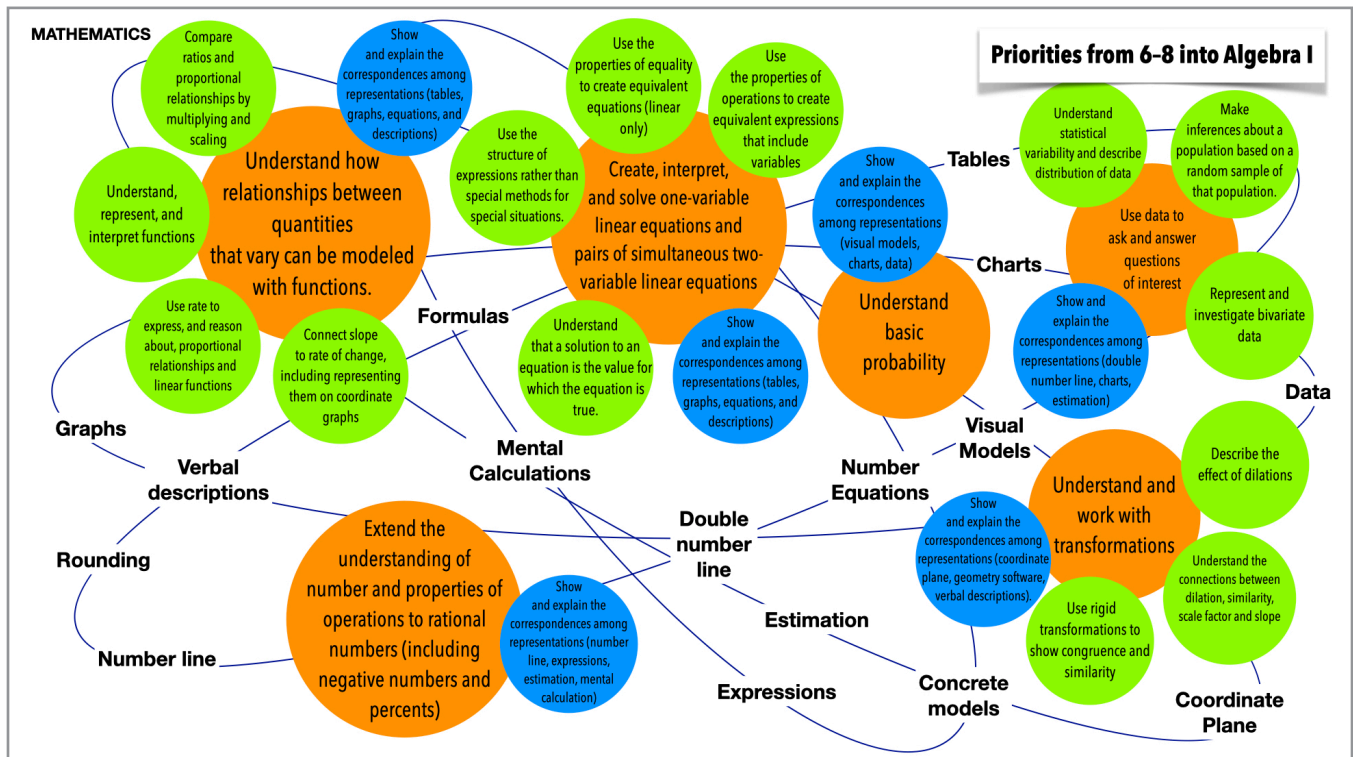 MATHEMATICS
Priorities from 6–8 into Algebra I
Compare
ratios and
proportional
relationships by
multiplying and
scaling
Show
and explain the
correspondences among
representations (tables,
graphs, equations, and
descriptions)
Understand how
relationships between
quantities
that vary can be modeled
with functions.
Understand,
represent, and
interpret functions
Use rate to
express, and reason
about, proportional
relationships and
linear functions
Connect slope
to rate of change,
including representing
them on coordinate
graphs
Use the
properties of equality
to create equivalent
equations (linear
only)
Use
the properties of
operations to create
equivalent expressions
that include
variables
Use the
structure of
expressions rather than
special methods for
special situations.
Create, interpret,
and solve one-variable
linear equations and
pairs of simultaneous two-
variable linear equations
Understand
that a solution to an
equation is the value for
which the equation is
true.
Show
and explain the
correspondences among
representations (tables,
graphs, equations, and
descriptions)
Show
and explain the
correspondences
among representations
(visual models,
charts, data)
Understand
basic
probability
Tables
Charts
Understand
statistical
variability and describe
distribution of data
Make
inferences about a
population based on a
random sample of
that population.
Use data to
ask and answer
questions
of interest
Represent and
investigate bivariate
data
Show and
explain the
correspondences among
representations (double
number line, charts,
estimation)
Data
Formulas
Graphs
Verbal
descriptions
Mental
Calculations
Number
Equations
Visual
Models
Describe the
effect of dilations
Understand and
work with
transformations
Show
and explain the
correspondences among
representations (coordinate
plane, geometry software,
verbal descriptions).
Understand the
connections between
dilation, similarity,
scale factor and slope
Use rigid
transformations to
show congruence and
similarity
Rounding
Number line
Extend the
understanding of
number and properties of
operations to rational
numbers (including
negative numbers and
percents)
Show
and explain the
correspondences among
representations (number
line, expressions,
estimation, mental
calculation)
Double
number
line
Estimation
Expressions
Concrete
models
Coordinate
Plane